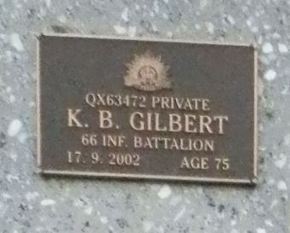 QX63472 PRIVATE
K. B. GILBERT
66 INF. BATTALION
17. 9. 2002 AGE 75